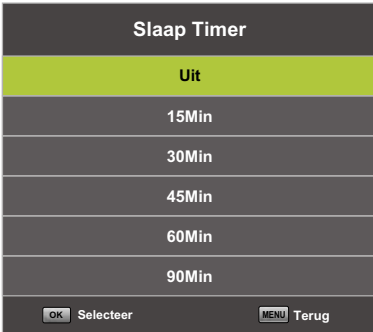 Slaap Timer
Uit
15Min
30Min
45Min
60Min
90Min
OK Selecteer MENU Terug